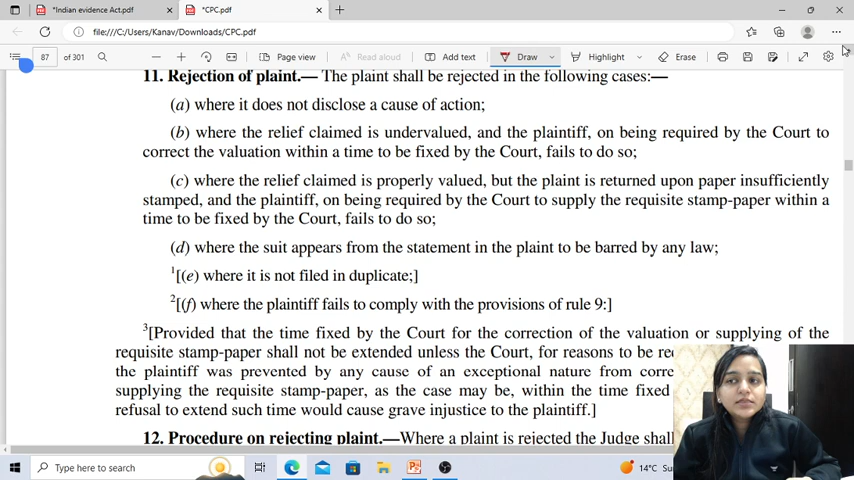 *Indian evidence Act.pdf
*CPC.pdf
file:///C:/Users/Kanav/Downloads/CPC.pdf
87 of 301
Page view
Read aloud
Add text
Draw
Highlight
Erase
11. Rejection of plaint.— The plaint shall be rejected in the following cases:—
(a) where it does not disclose a cause of action;
(b) where the relief claimed is undervalued, and the plaintiff, on being required by the Court to
correct the valuation within a time to be fixed by the Court, fails to do so;
(c) where the relief claimed is properly valued, but the plaint is returned upon paper insufficiently
stamped, and the plaintiff, on being required by the Court to supply the requisite stamp-paper within a
time to be fixed by the Court, fails to do so;
(d) where the suit appears from the statement in the plaint to be barred by any law;
1[(e) where it is not filed in duplicate;]
2[(f) where the plaintiff fails to comply with the provisions of rule 9:]
3[Provided that the time fixed by the Court for the correction of the valuation or supplying of the
requisite stamp-paper shall not be extended unless the Court, for reasons to be
the plaintiff was prevented by any cause of an exceptional nature from
supplying the requisite stamp-paper, as the case may be, within the time fixed
refusal to extend such time would cause grave injustice to the plaintiff.]
12. Procedure on rejecting plaint.—Where a plaint is rejected the Judge shall
Type here to search
14°C